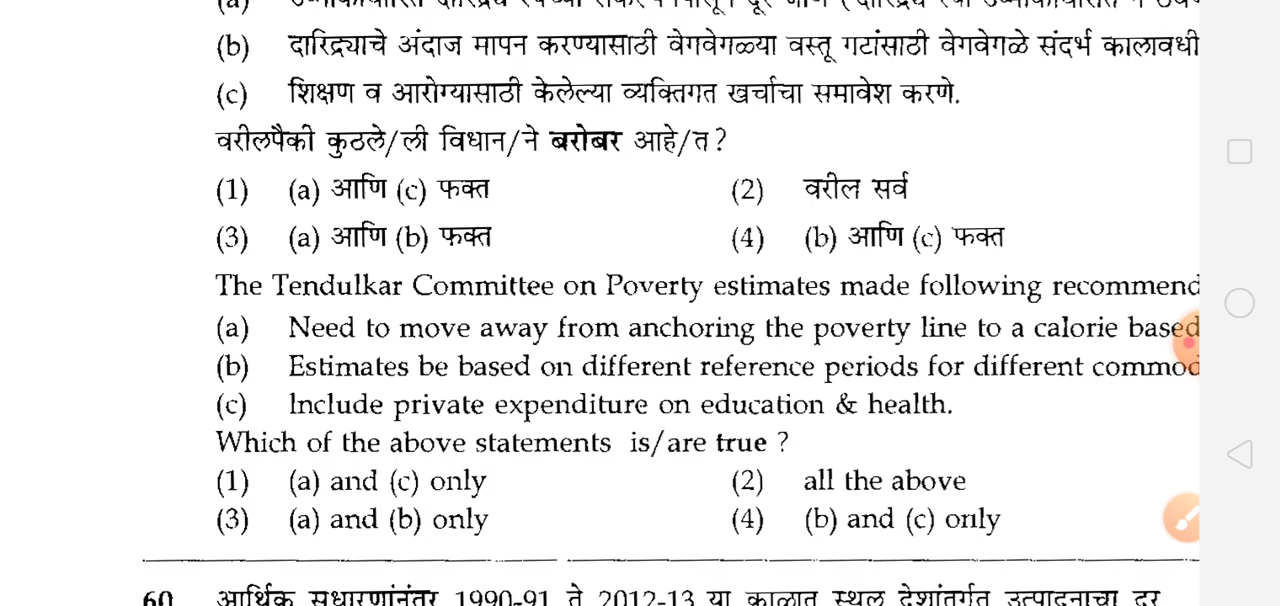 (b) दारिद्र्याचे अंदाज मापन करण्यासाठी वेगवेगळ्या वस्तू गटांसाठी वेगवेगळे संदर्भ कालावधी
(c) शिक्षण व आरोग्यासाठी केलेल्या व्यक्तिगत खर्चाचा समावेश करणे.
वरीलपैकी कुठले/ली विधान/ने बरोबर आहे/त?
(1) (a) आणि (c) फक्त (2) वरील सर्व
(3) (a) आणि (b) फक्त (4) (b) आणि (c) फक्त
The Tendulkar Committee on Poverty estimates made following recommend
(a) Need to move away from anchoring the poverty line to a calorie based
(b) Estimates be based on different reference periods for different commod
(c) Include private expenditure on education & health.
Which of the above statements is/are true ?
(1) (a) and (c) only (2) all the above
(3) (a) and (b) only (4) (b) and (c) only
60 आर्थिक सुधारणांनंतर 1990-91 ते 2012-13 या काळात स्थूल देशांतर्गत उत्पादनाचा दर